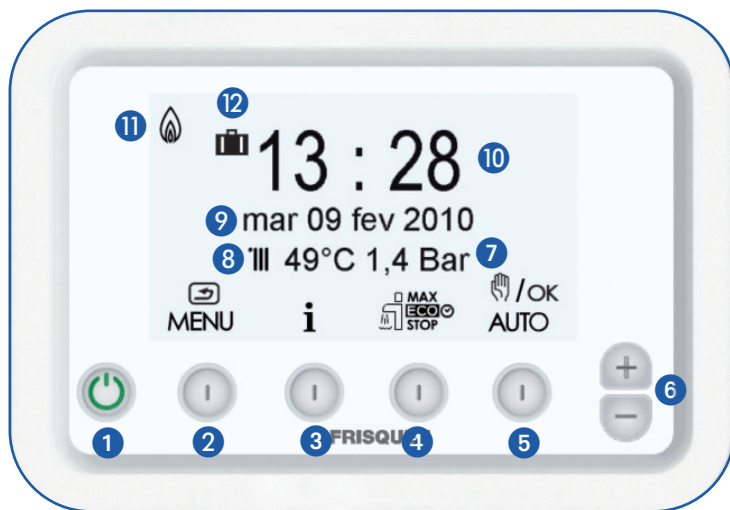 12
11
13 : 28
10
9 mar 09 fev 2010
8 49°C 1,4 Bar 7
MENU
i
MAX
ECO
STOP
/OK
AUTO
+
−
6
FRISQU
1 2 3 4 5